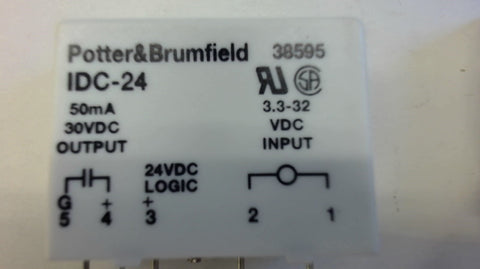 Potter&Brumfield 38595
IDC-24
50mA 3.3-32
30VDC VDC
OUTPUT INPUT
24VDC
LOGIC
G + +
5 4 3 2 1